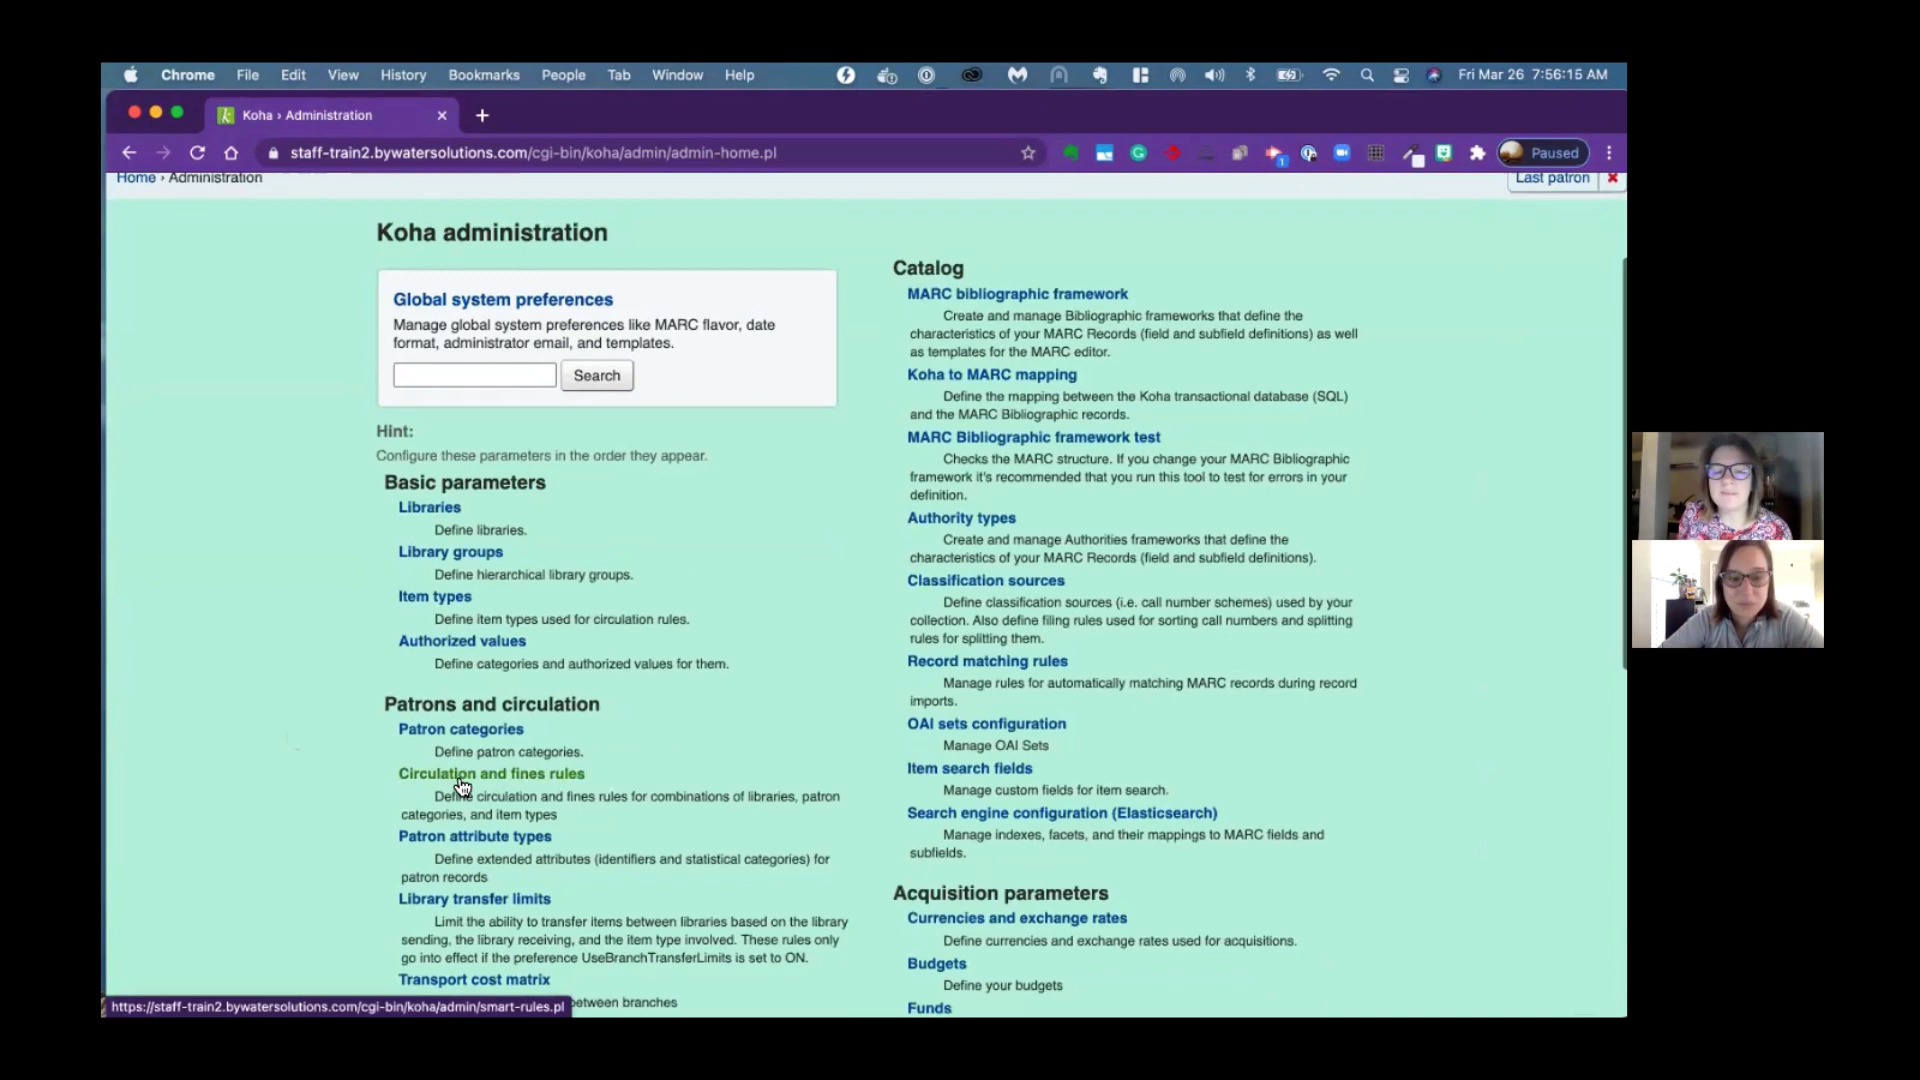 Chrome File Edit View History Bookmarks People Tab Window Help Fri Mar 26 7:56:15 AM
Koha › Administration
staff-train2.bywatersolutions.com/cgi-bin/koha/admin/admin-home.pl
1
Paused
Home › Administration
Last patron
Koha administration
Global system preferences
Manage global system preferences like MARC flavor, date
format, administrator email, and templates.
Search
Hint:
Configure these parameters in the order they appear.
Basic parameters
Libraries
Define libraries.
Library groups
Define hierarchical library groups.
Item types
Define item types used for circulation rules.
Authorized values
Define categories and authorized values for them.
Patrons and circulation
Patron categories
Define patron categories.
Circulation and fines rules
Define circulation and fines rules for combinations of libraries, patron
categories, and item types
Patron attribute types
Define extended attributes (identifiers and statistical categories) for
patron records
Library transfer limits
Limit the ability to transfer items between libraries based on the library
sending, the library receiving, and the item type involved. These rules only
go into effect if the preference UseBranchTransferLimits is set to ON.
Transport cost matrix
between branches
https://staff-train2.bywatersolutions.com/cgi-bin/koha/admin/smart-rules.pl
Catalog
MARC bibliographic framework
Create and manage Bibliographic frameworks that define the
characteristics of your MARC Records (field and subfield definitions) as well
as templates for the MARC editor.
Koha to MARC mapping
Define the mapping between the Koha transactional database (SQL)
and the MARC Bibliographic records.
MARC Bibliographic framework test
Checks the MARC structure. If you change your MARC Bibliographic
framework it's recommended that you run this tool to test for errors in your
definition.
Authority types
Create and manage Authorities frameworks that define the
characteristics of your MARC Records (field and subfield definitions).
Classification sources
Define classification sources (i.e. call number schemes) used by your
collection. Also define filing rules used for sorting call numbers and splitting
rules for splitting them.
Record matching rules
Manage rules for automatically matching MARC records during record
imports.
OAI sets configuration
Manage OAI Sets
Item search fields
Manage custom fields for item search.
Search engine configuration (Elasticsearch)
Manage indexes, facets, and their mappings to MARC fields and
subfields.
Acquisition parameters
Currencies and exchange rates
Define currencies and exchange rates used for acquisitions.
Budgets
Define your budgets
Funds